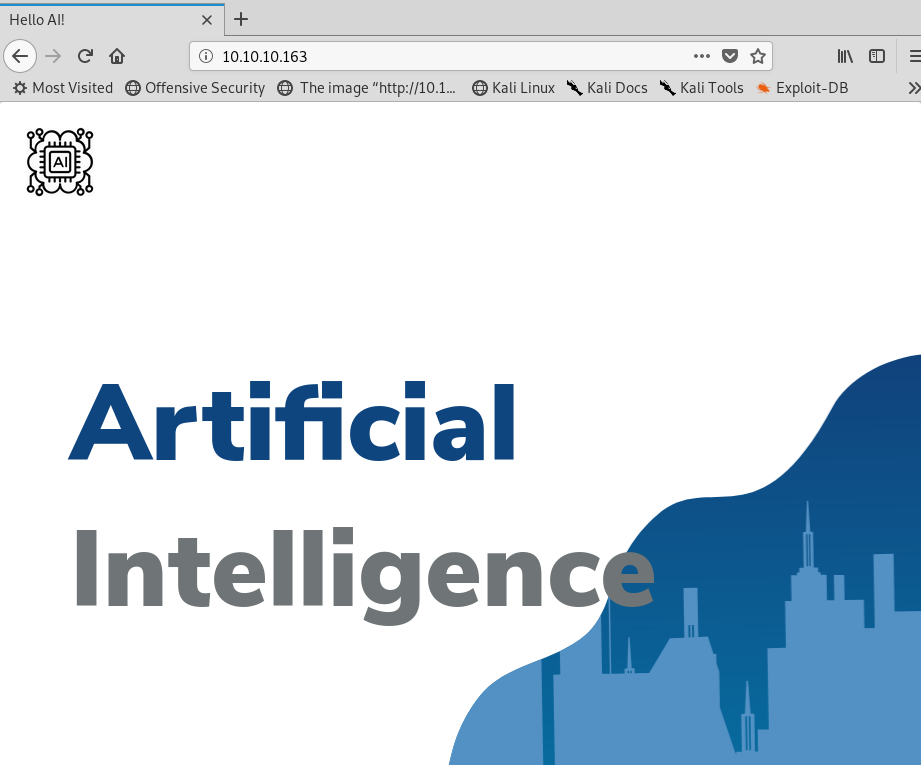 Hello AI!
10.10.10.163
Most Visited Offensive Security The image “http://10.1... Kali Linux Kali Docs Kali Tools Exploit-DB
AI
Artificial
Intelligence